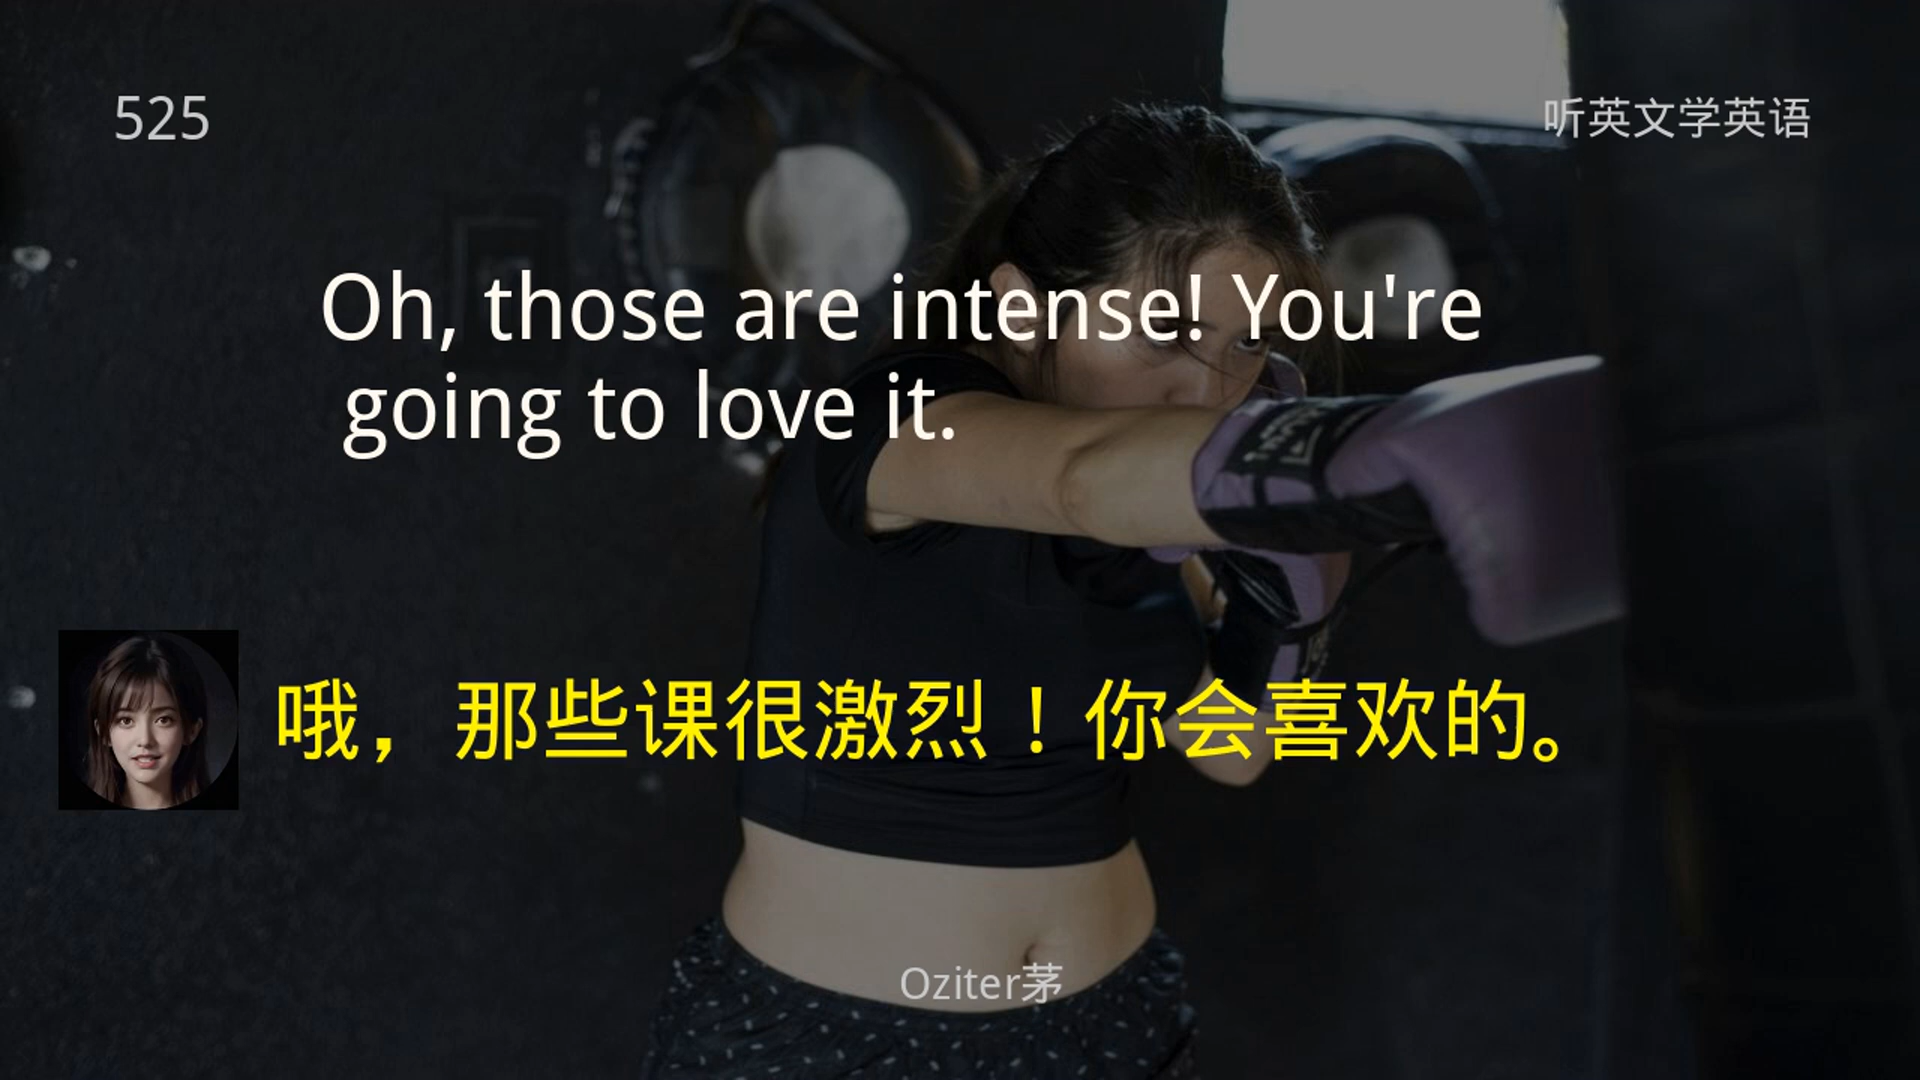 525
听英文学英语
Oh, those are intense! You're
going to love it.
哦，那些课很激烈！你会喜欢的。
Oziter茅